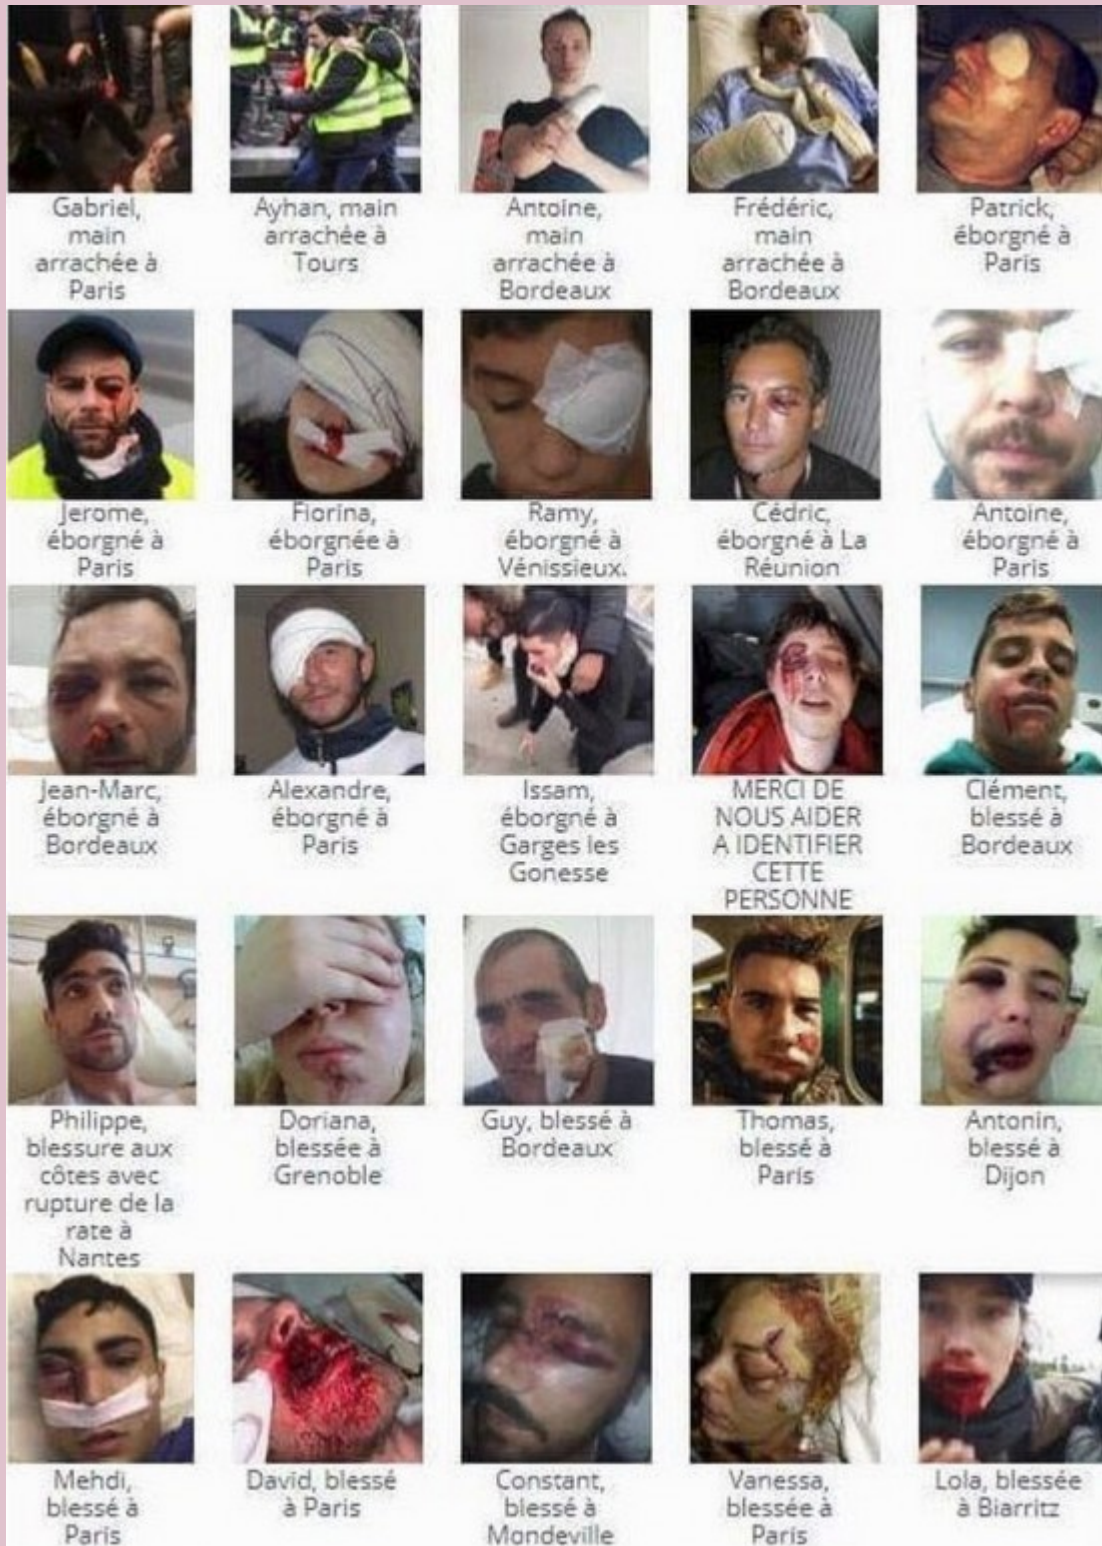 Gabriel,
main
arrachée à
Paris
Ayhan, main
arrachée à
Tours
Antoine,
main
arrachée à
Bordeaux
Frédéric,
main
arrachée à
Bordeaux
Patrick,
éborgné à
Paris
Jerome,
éborgné à
Paris
Fiorina,
éborgnée à
Paris
Ramy,
éborgné à
Vénissieux.
Cédric,
éborgné à La
Réunion
Antoine,
éborgné à
Paris
Jean-Marc,
éborgné à
Bordeaux
Alexandre,
éborgné à
Paris
Issam,
éborgné à
Garges les
Gonesse
MERCI DE
NOUS AIDER
A IDENTIFIER
CETTE
PERSONNE
Clément,
blessé à
Bordeaux
Philippe,
blessure aux
côtes avec
rupture de la
rate à
Nantes
Doriana,
blessée à
Grenoble
Guy, blessé à
Bordeaux
Thomas,
blessé à
Paris
Antonin,
blessé à
Dijon
Mehdi,
blessé à
Paris
David, blessé
à Paris
Constant,
blessé à
Mondeville
Vanessa,
blessée à
Paris
Lola, blessée
à Biarritz